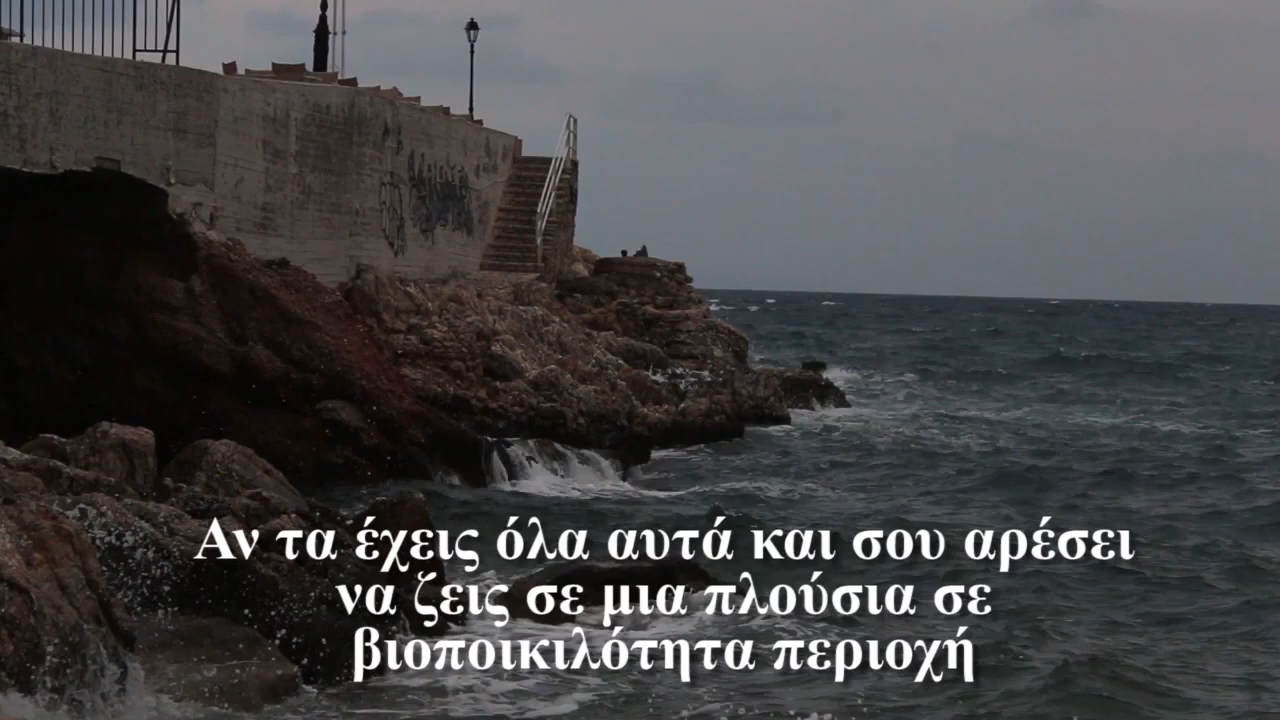 Αν τα έχεις όλα αυτά και σου αρέσει
να ζεις σε μια πλούσια σε
βιοποικιλότητα περιοχή